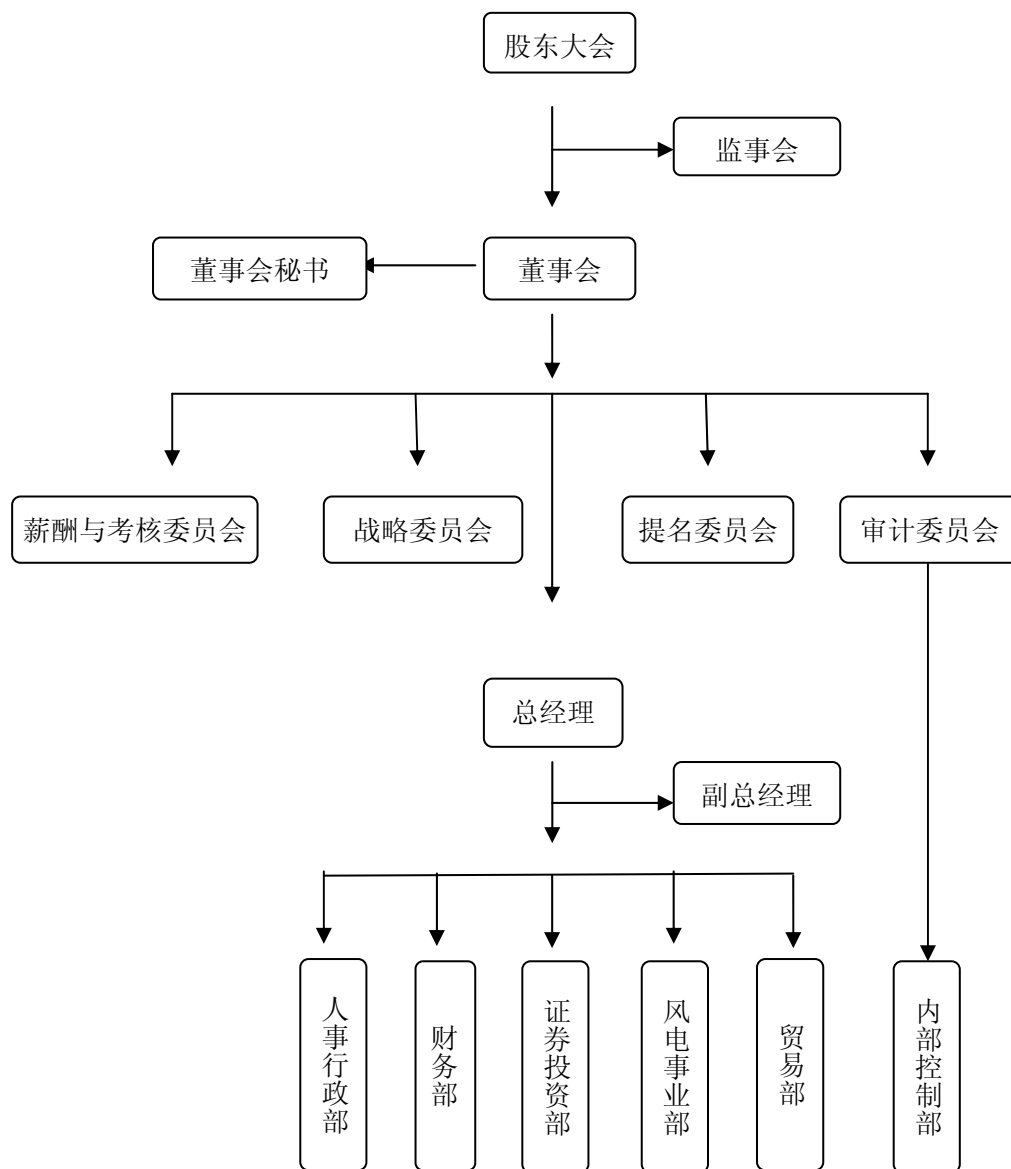 股东大会
监事会
董事会秘书
董事会
薪酬与考核委员会
战略委员会
提名委员会
审计委员会
总经理
副总经理
人事行政部
财务部
证券投资部
风电事业部
贸易部
内部控制部